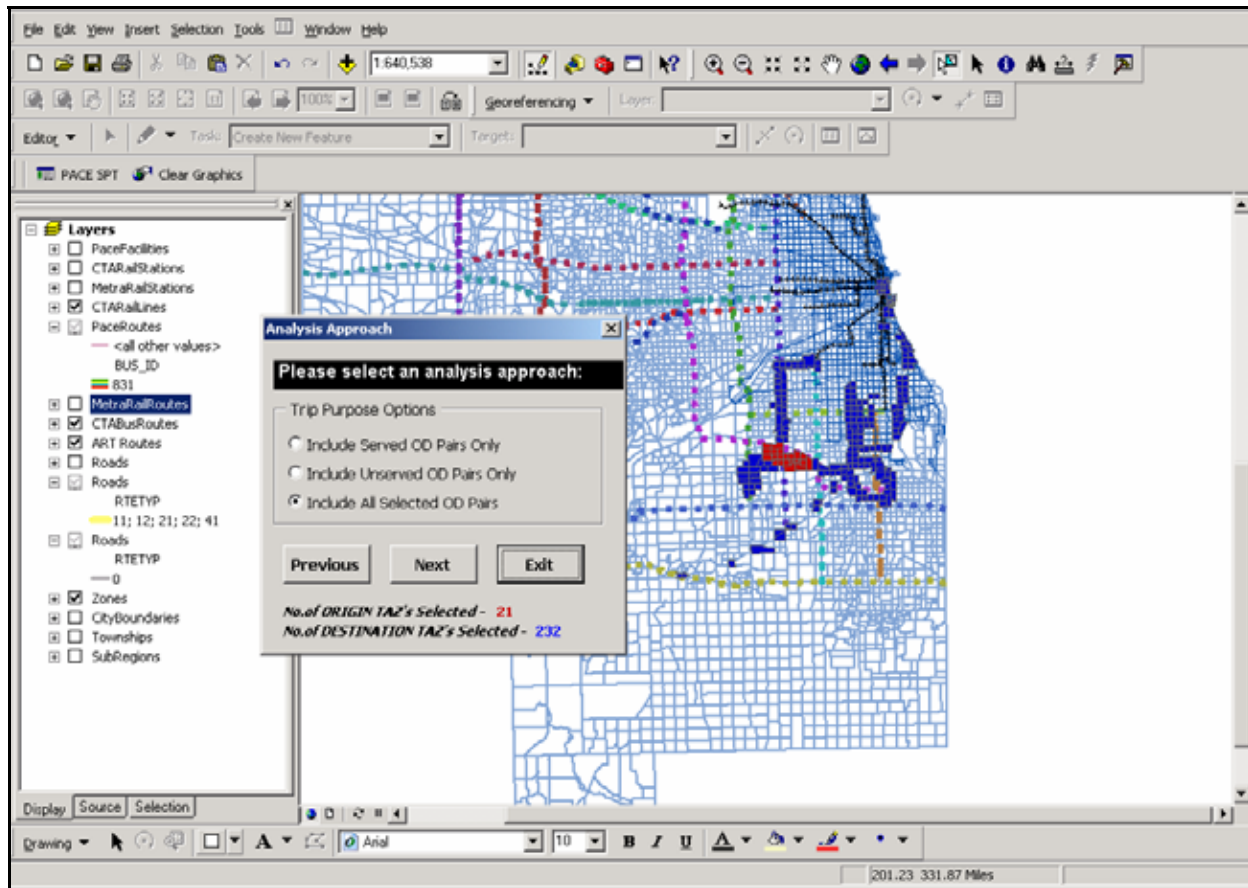 File Edit View Insert Selection Tools Window Help
1:640,538
100% Georeferencing Layer:
Editor Task: Create New Feature Target:
PACE SPT Clear Graphics
Layers
PaceFacilities
CTARailStations
MetraRailStations
CTARailLines
PaceRoutes
<all other values>
BUS_ID
831
MetraRailRoutes
CTABusRoutes
ART Routes
Roads
Roads
RTETYP
11; 12; 21; 22; 41
Roads
RTETYP
0
Zones
CityBoundaries
Townships
SubRegions
Display Source Selection
Analysis Approach
Please select an analysis approach:
Trip Purpose Options
Include Served OD Pairs Only
Include Unserved OD Pairs Only
Include All Selected OD Pairs
Previous Next Exit
No.of ORIGIN TAZ's Selected - 21
No.of DESTINATION TAZ's Selected - 232
Drawing A Arial 10 B I U A
201.23 331.87 Miles